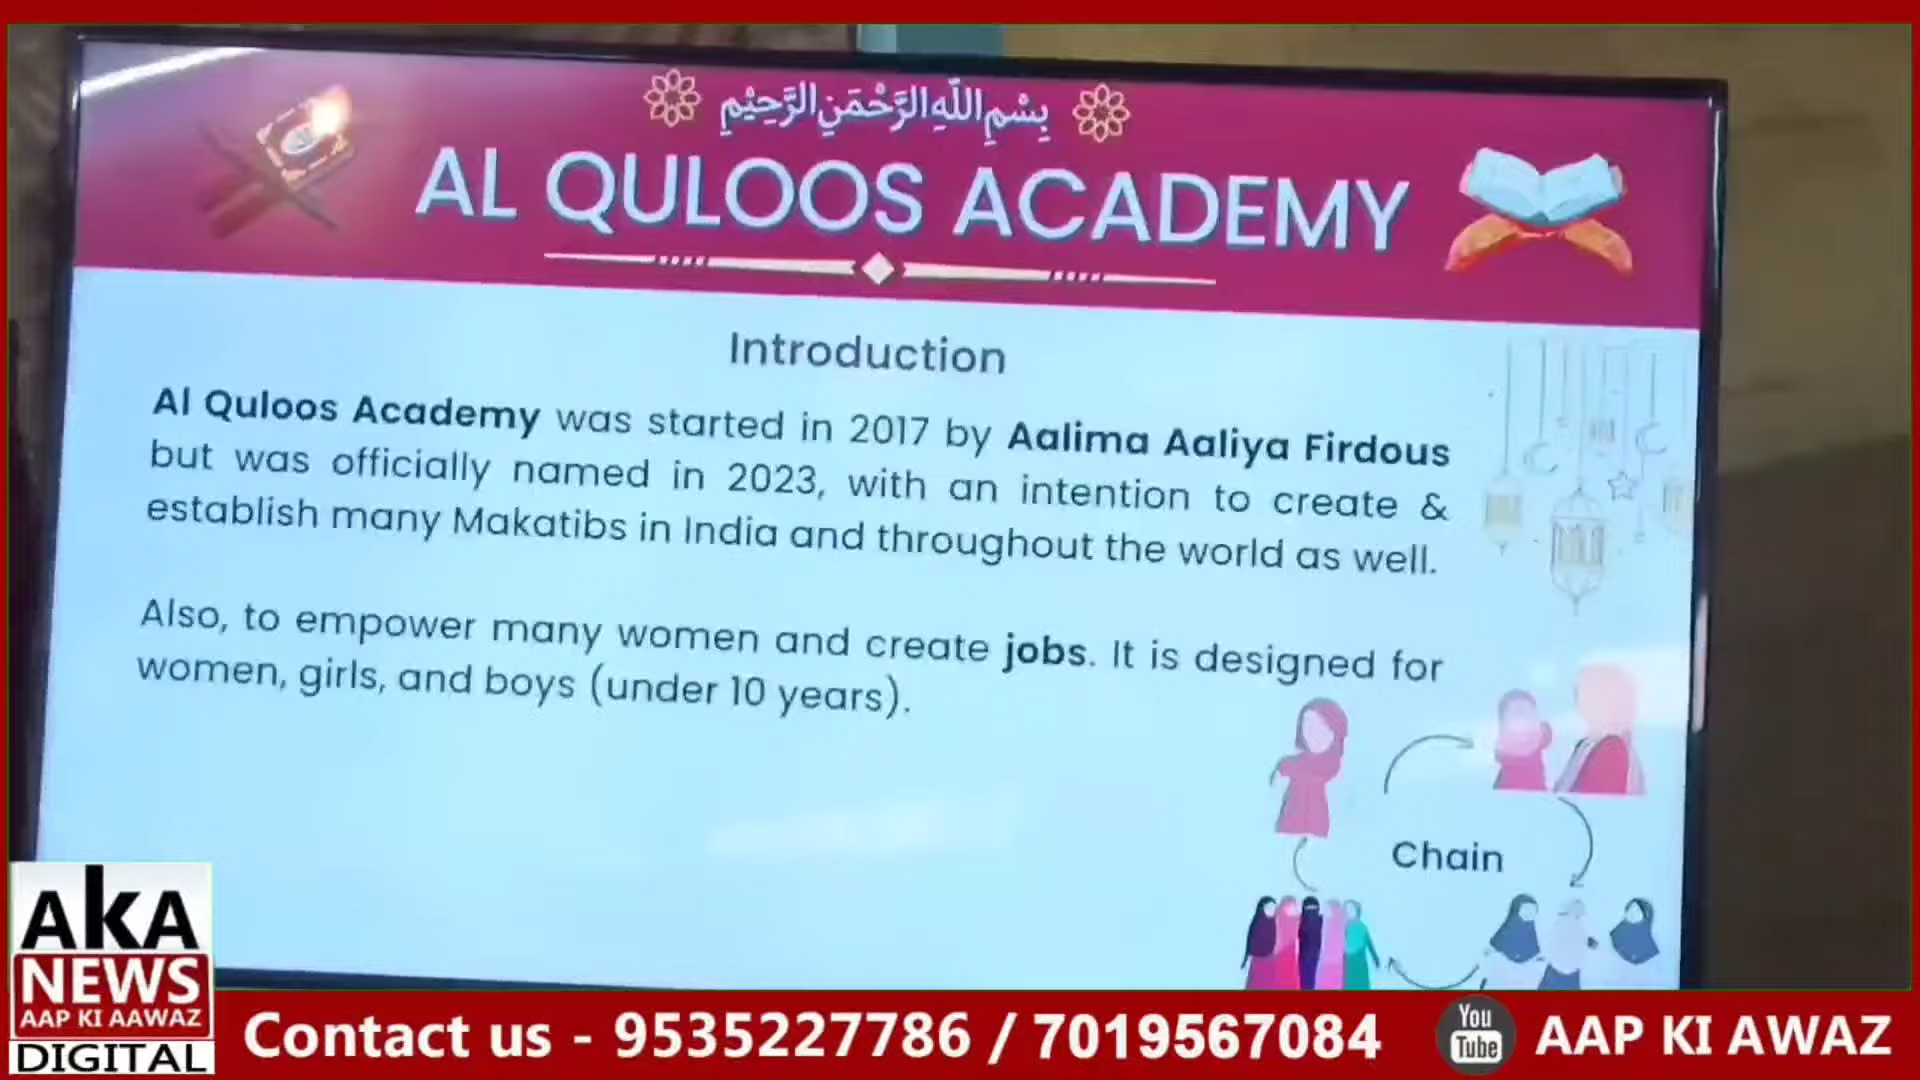 بِسْمِ اللّٰهِ الرَّحْمٰنِ الرَّحِيْمِ
AL QULOOS ACADEMY
Introduction
Al Quloos Academy was started in 2017 by Aalima Aaliya Firdous
but was officially named in 2023, with an intention to create &
establish many Makatibs in India and throughout the world as well.
Also, to empower many women and create jobs. It is designed for
women, girls, and boys (under 10 years).
Chain
AKA
NEWS
AAP KI AAWAZ
DIGITAL
Contact us - 9535227786 / 7019567084
You
Tube
AAP KI AWAZ